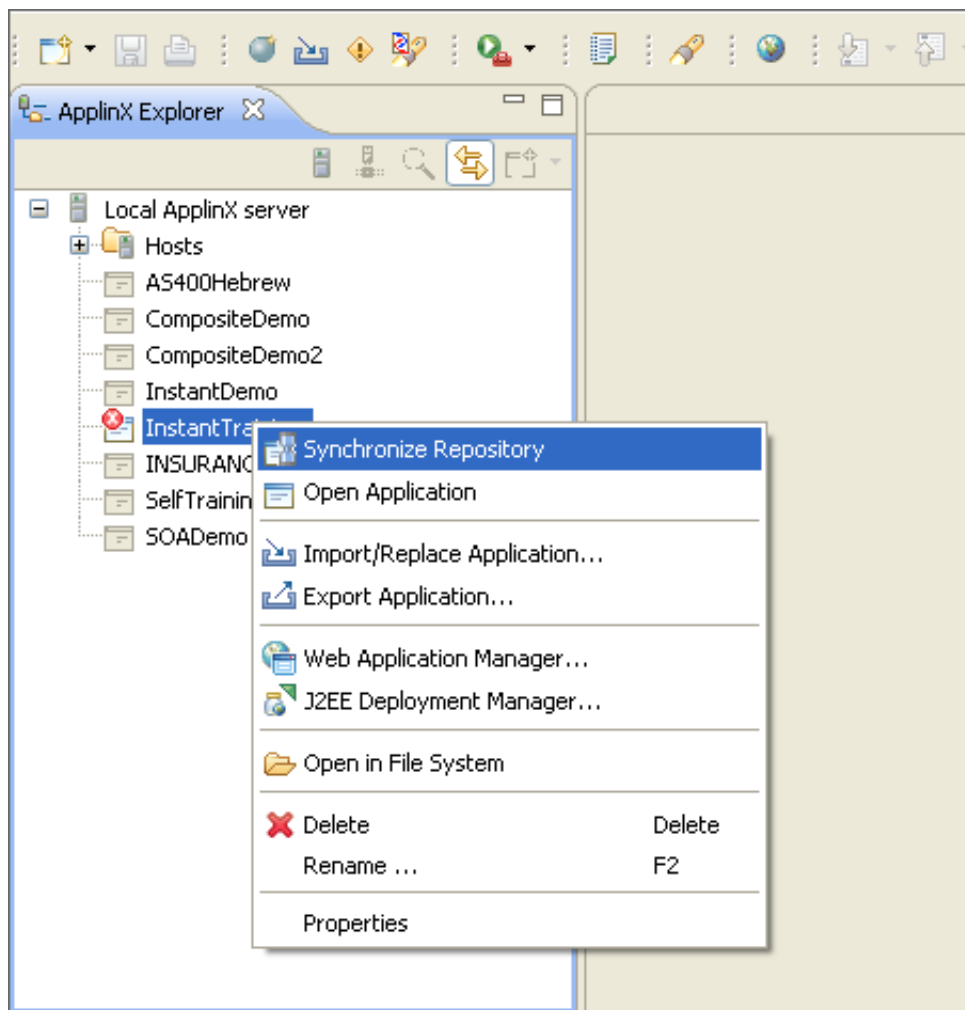 ApplinX Explorer
Local ApplinX server
Hosts
AS400Hebrew
CompositeDemo
CompositeDemo2
InstantDemo
Synchronize Repository
Open Application
SOADemo
Import/Replace Application...
Export Application...
Web Application Manager...
J2EE Deployment Manager...
Open in File System
Delete Delete
Rename ... F2
Properties